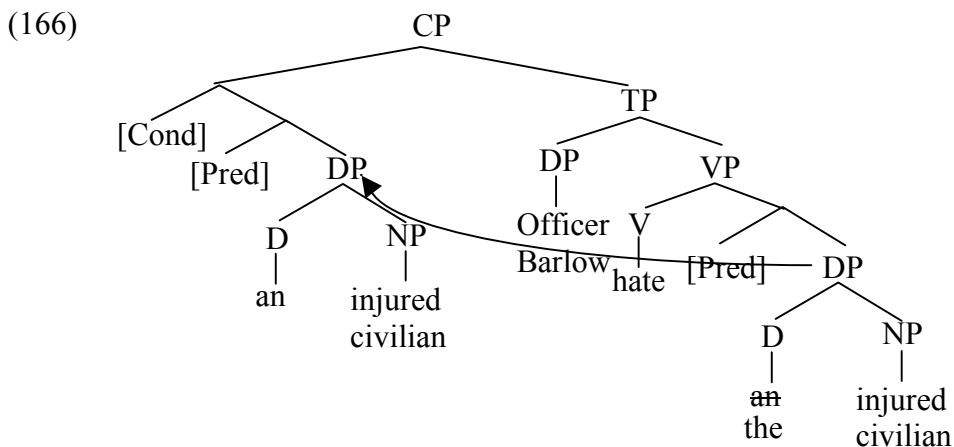 (166)
CP
TP
[Cond]
[Pred] DP DP VP
D NP Officer V
Barlow [Pred] DP
an injured hate
civilian D NP
an injured
the civilian